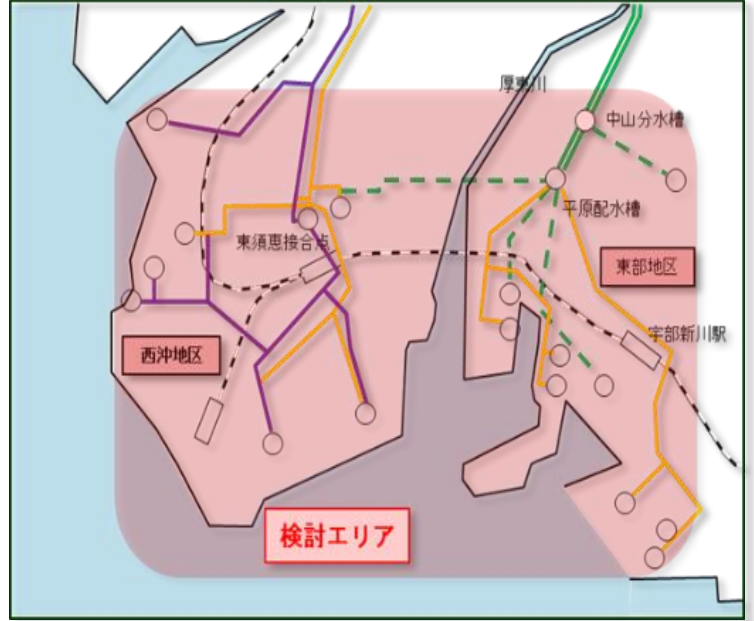 厚東川
中山分水槽
平原配水槽
東須恵接合点
東部地区
宇部新川駅
西沖地区
検討エリア